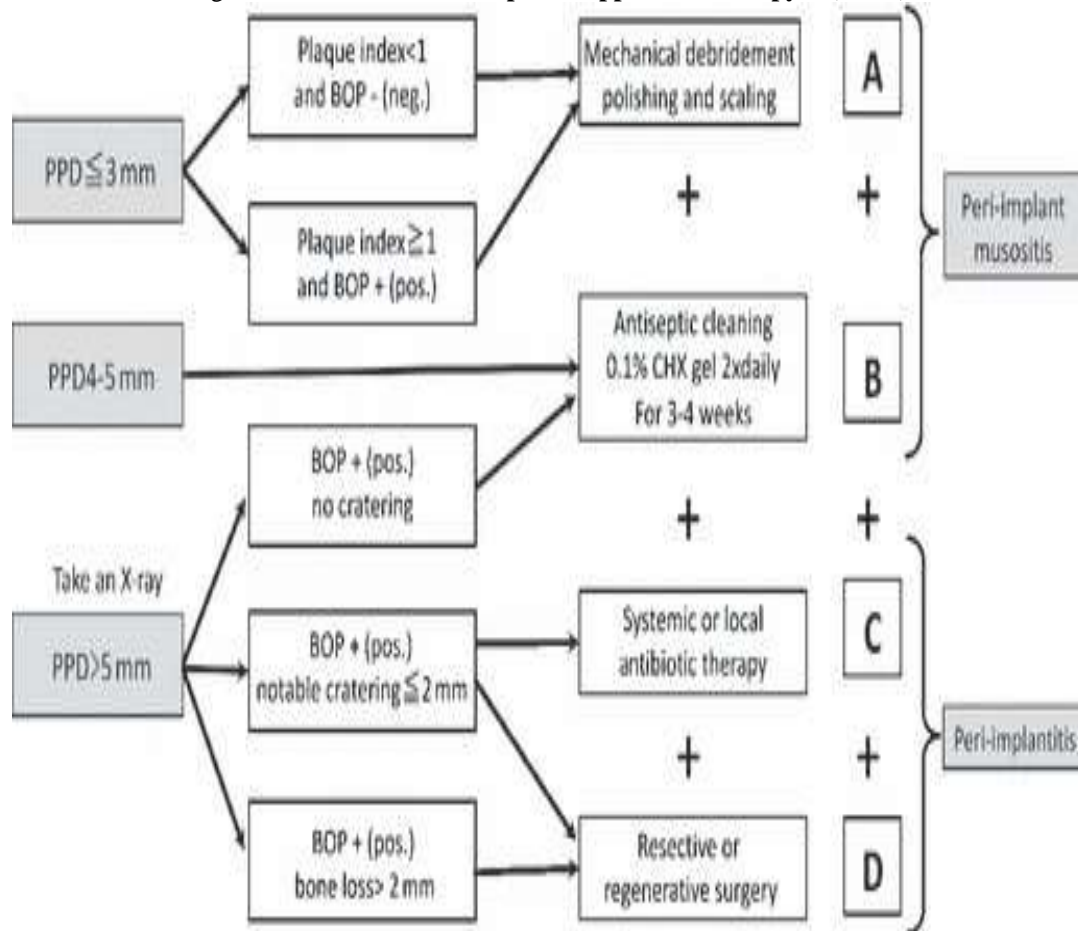 Plaque index<1
and BOP - (neg.)
Mechanical debridement
polishing and scaling
A
PPD≦3 mm
+
+
Plaque index≧1
and BOP + (pos.)
Peri-implant
musositis
PPD4-5 mm
Antiseptic cleaning
0.1% CHX gel 2xdaily
For 3-4 weeks
B
BOP + (pos.)
no cratering
+
+
Take an X-ray
PPD>5 mm
BOP + (pos.)
notable cratering≦2 mm
Systemic or local
antibiotic therapy
C
+
+
Peri-implantitis
BOP + (pos.)
bone loss> 2 mm
Resective or
regenerative surgery
D